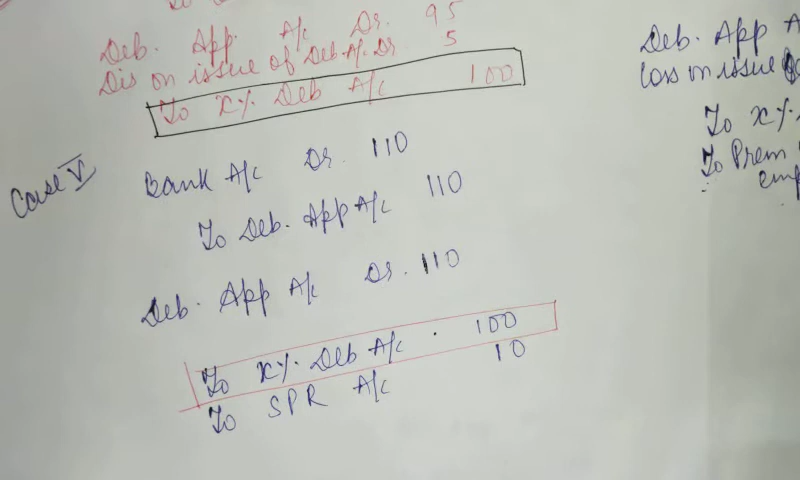 Deb. App. A/c Dr. 95
Dis on issue of Deb. A/c Dr 5
To X% Deb A/c 100
Case V
Bank A/c Dr. 110
To Deb. App A/c 110
Deb. App A/c Dr. 110
To X% Deb A/c . 100
To SPR A/c 10
Deb. App A
Loss on issue
To X%.
To Prem